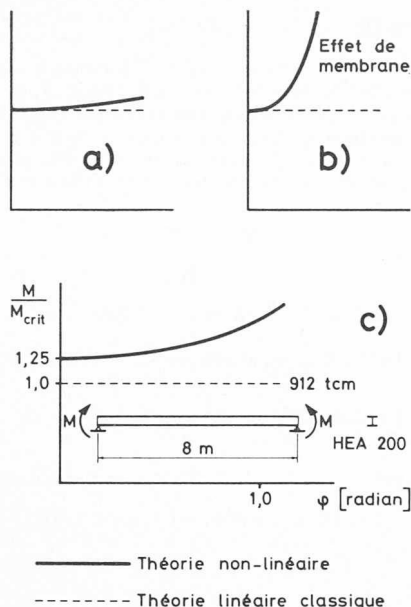 Effet de
membrane
a)
b)
M
M crit
c)
1,25
1,0
912 tcm
M
M
I
HEA 200
8 m
1,0
φ [radian]
Théorie non-linéaire
Théorie linéaire classique